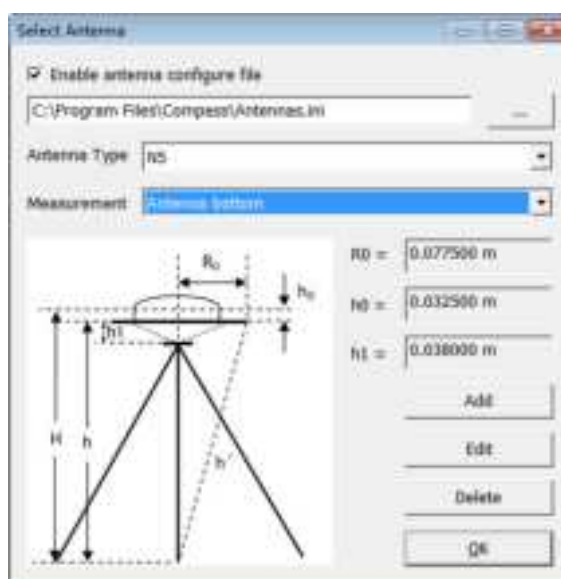 Select Antenna
Enable antenna configure file
C:\Program Files\Compass\Antennas.ini
...
Antenna Type N5
Measurement Antenna bottom
R0 = 0.077500 m
h0 = 0.032500 m
h1 = 0.038000 m
Add
Edit
Delete
OK
R₀
h₀
h1
H
h
h'